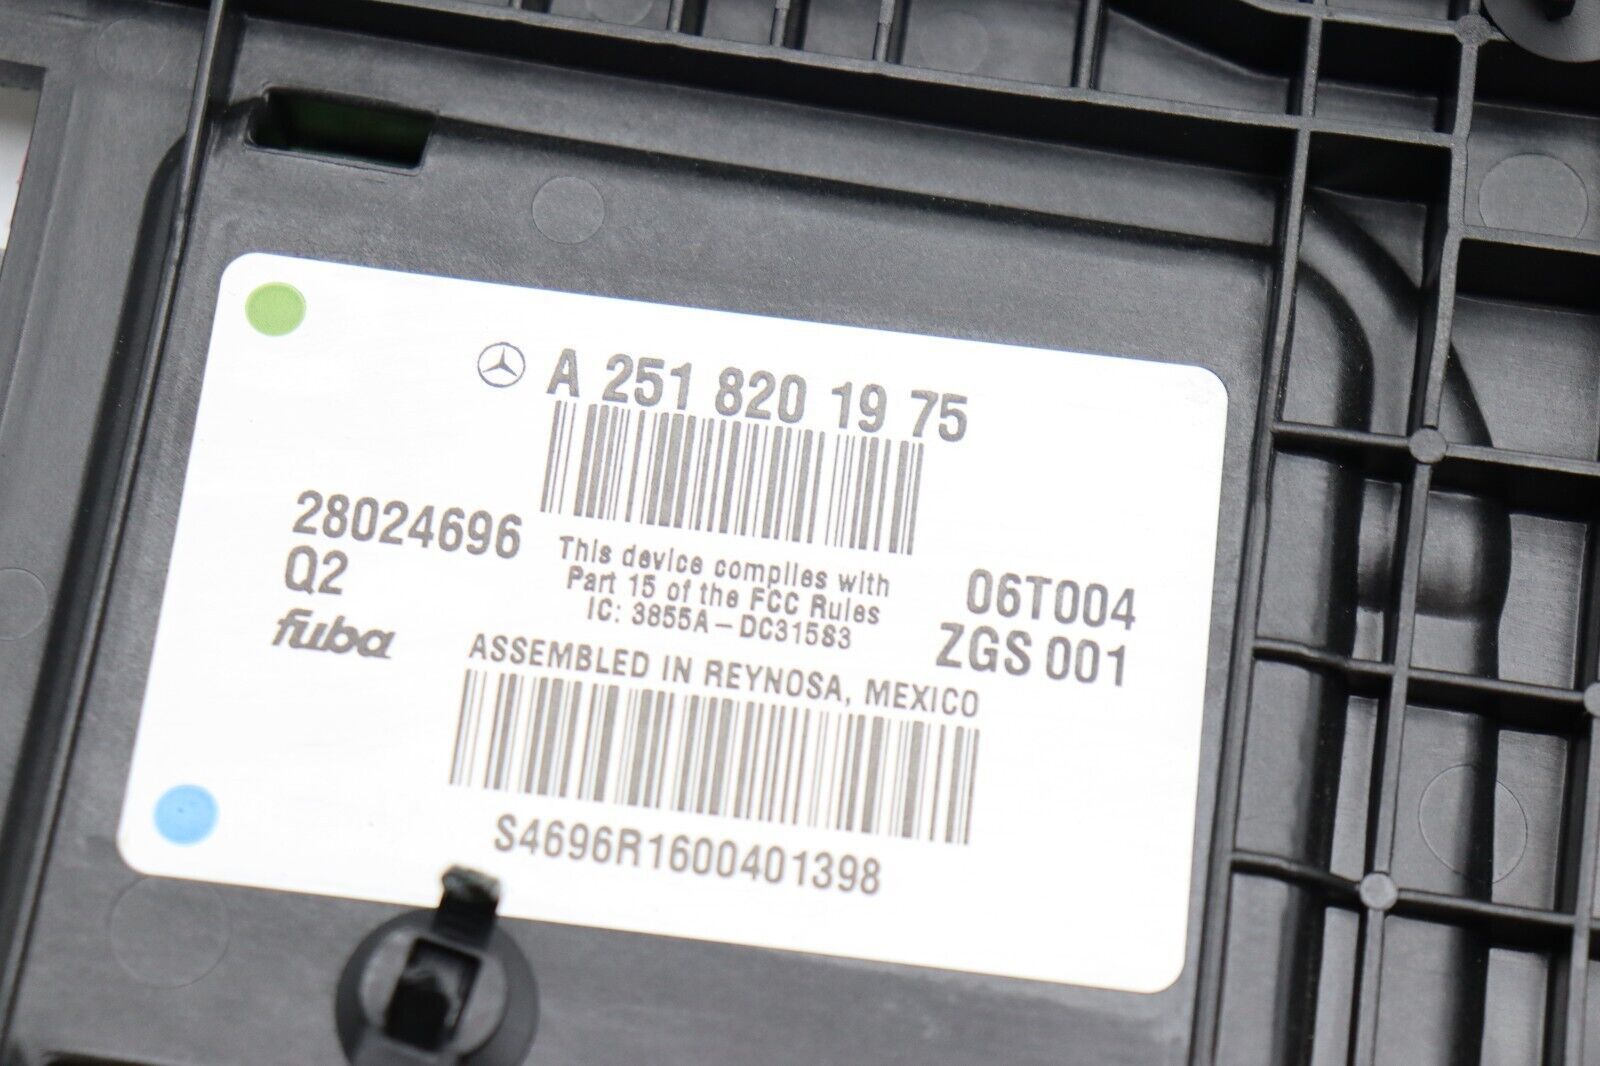 A 251 820 19 75
28024696
Q2
fuba
This device complies with
Part 15 of the FCC Rules
IC: 3855A-DC315S3
06T004
ZGS 001
ASSEMBLED IN REYNOSA, MEXICO
S4696R1600401398